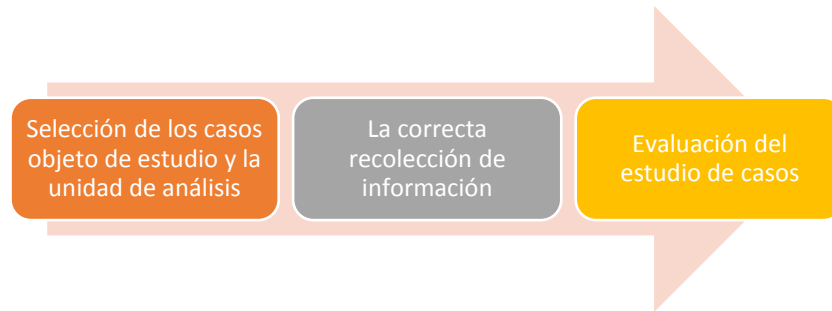 Selección de los casos
objeto de estudio y la
unidad de análisis
La correcta
recolección de
información
Evaluación del
estudio de casos